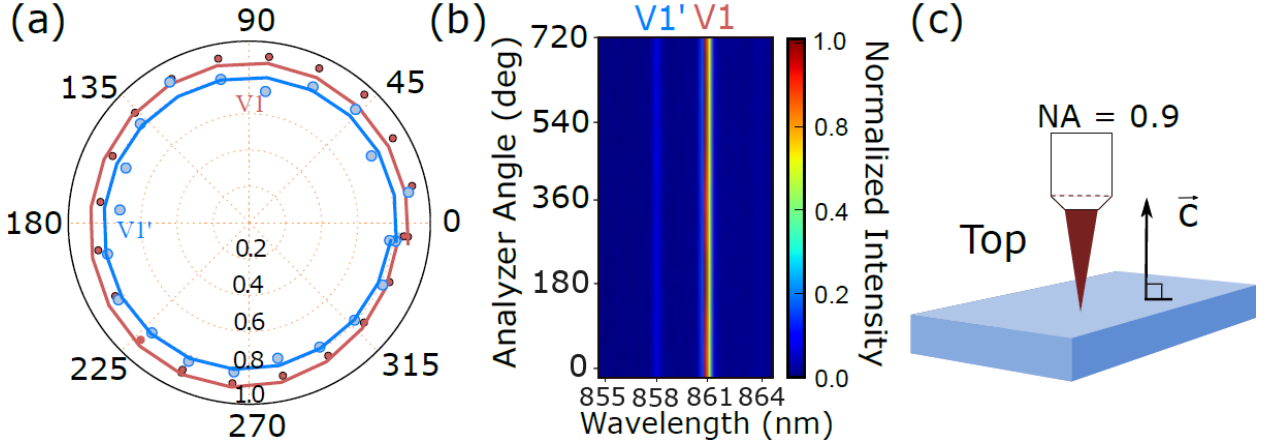 (a)
90
135
45
V1
180
V1'
0
0.2
0.4
0.6
0.8
1.0
225
315
270
(b)
V1' V1
720
540
360
180
0
Analyzer Angle (deg)
855 858 861 864
Wavelength (nm)
1.0
0.8
0.4
0.2
0.0
Normalized Intensity
(c)
NA = 0.9
Top
c